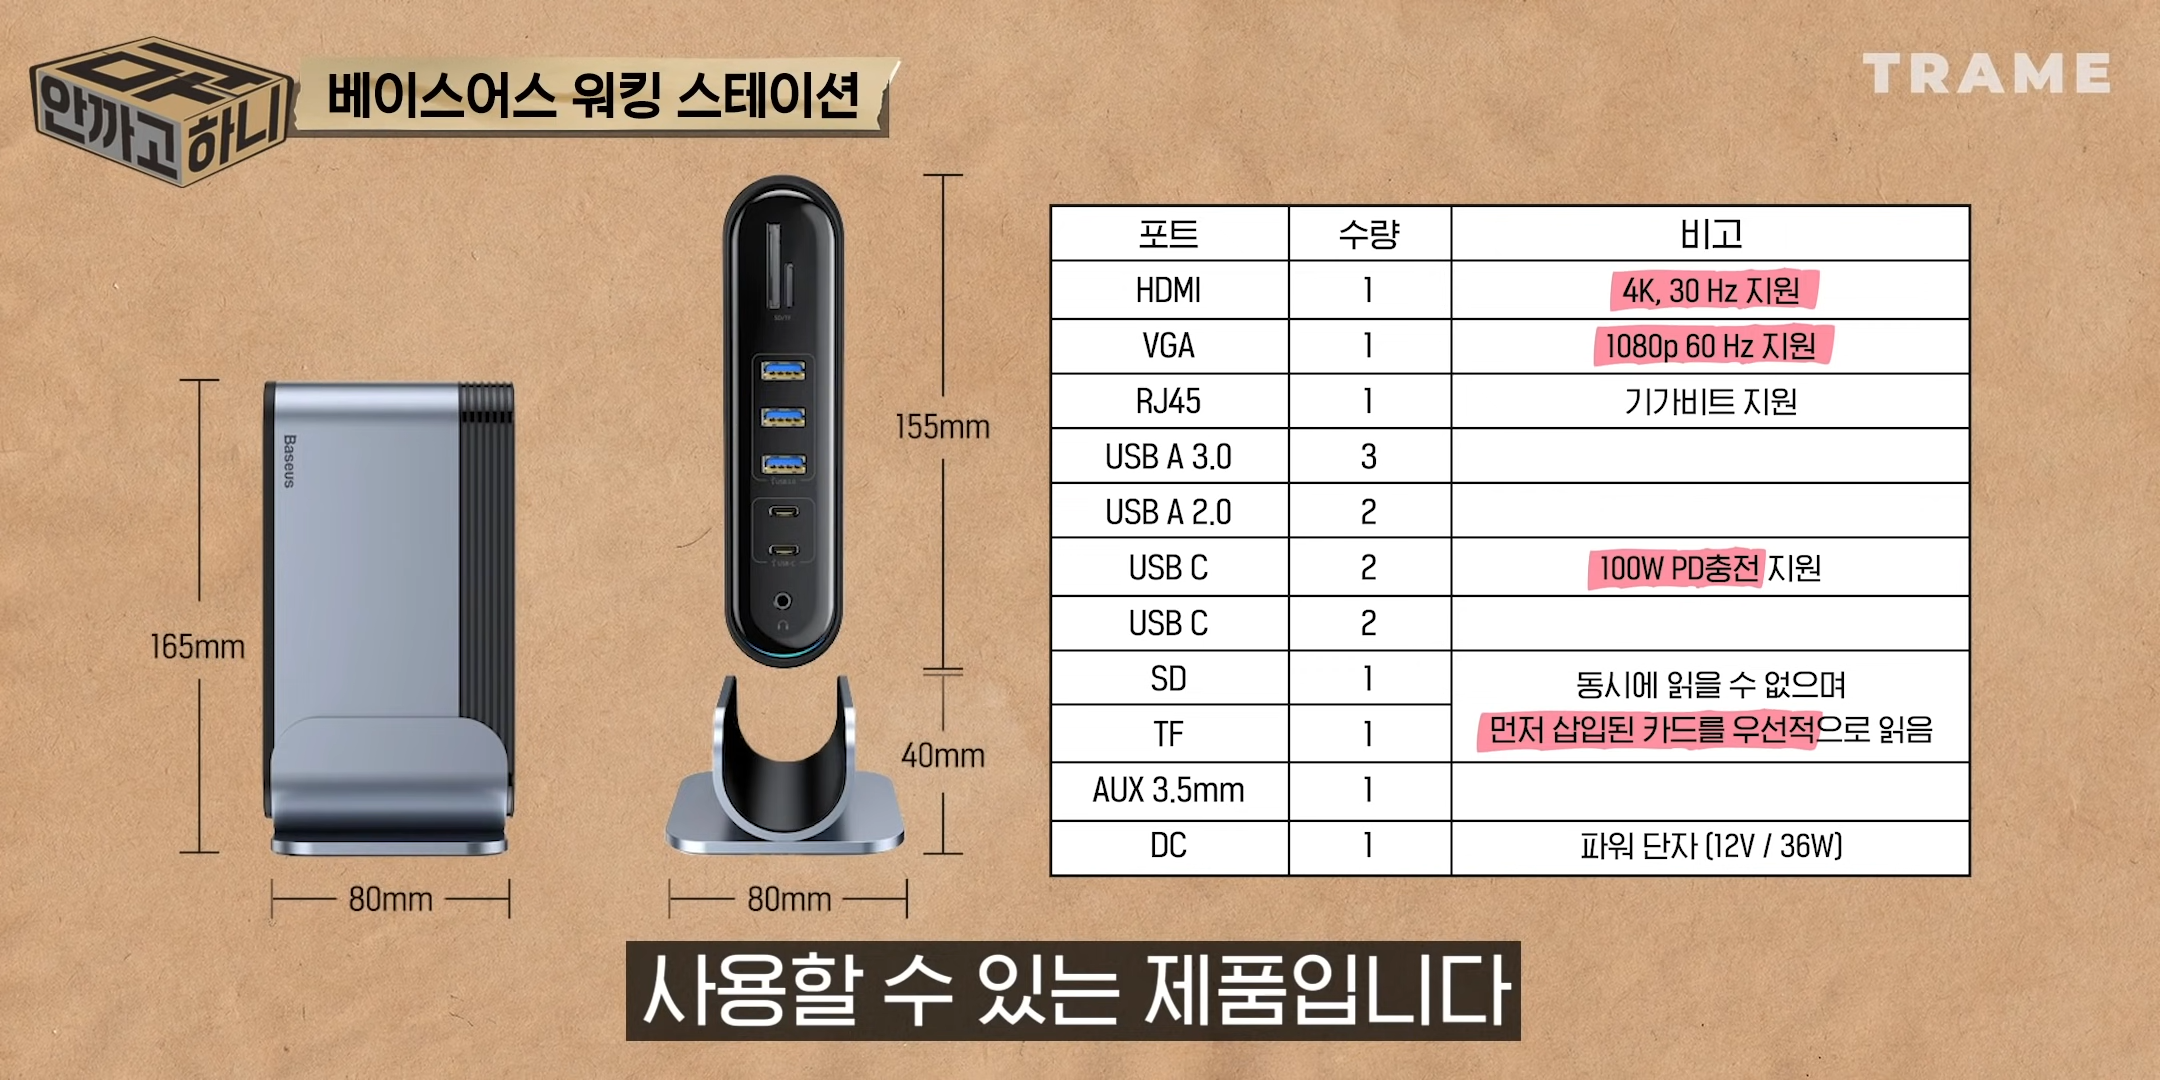 뭐
안까고
하니
베이스어스 워킹 스테이션
TRAME
Baseus
165mm
80mm
155mm
40mm
80mm
포트 수량 비고
HDMI 1 4K, 30 Hz 지원
VGA 1 1080p 60 Hz 지원
RJ45 1 기가비트 지원
USB A 3.0 3
USB A 2.0 2
USB C 2 100W PD충전 지원
USB C 2
SD 1 동시에 읽을 수 없으며
TF 1 먼저 삽입된 카드를 우선적으로 읽음
AUX 3.5mm 1
DC 1 파워 단자 (12V / 36W)
사용할 수 있는 제품입니다